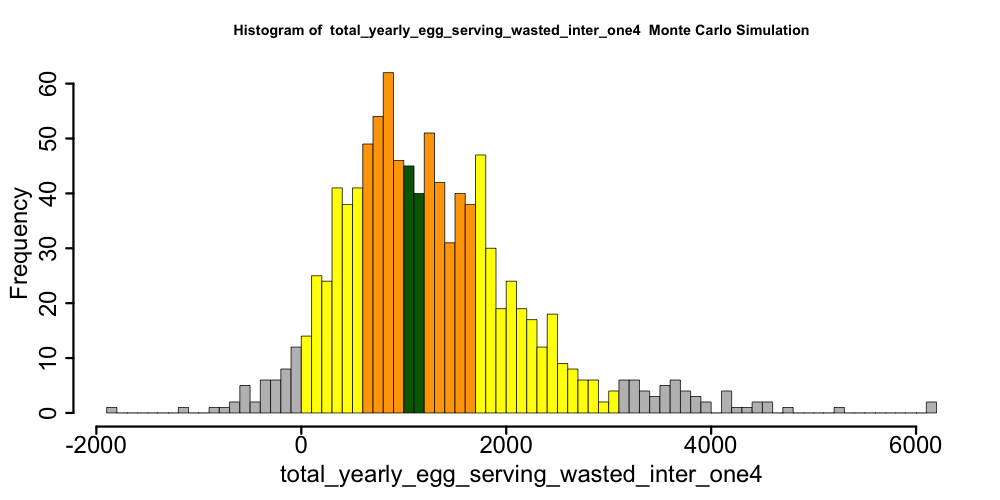 Histogram of  total_yearly_egg_serving_wasted_inter_one4  Monte Carlo Simulation
Frequency
60
50
40
30
20
10
0
-2000 0 2000 4000 6000
total_yearly_egg_serving_wasted_inter_one4